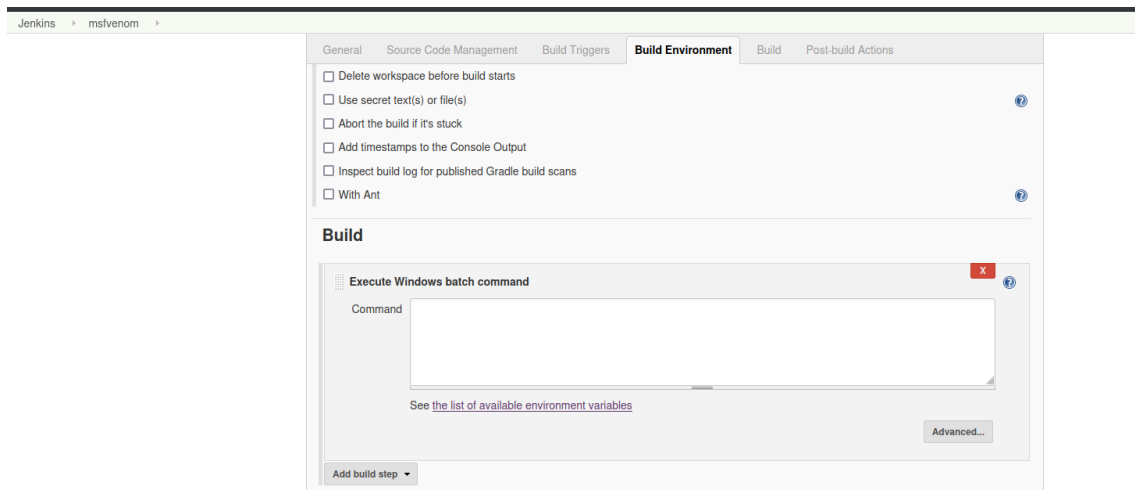 Jenkins msfvenom
General Source Code Management Build Triggers Build Environment Build Post-build Actions
Delete workspace before build starts
Use secret text(s) or file(s)
Abort the build if it's stuck
Add timestamps to the Console Output
Inspect build log for published Gradle build scans
With Ant
Build
X
Execute Windows batch command
Command
See the list of available environment variables
Advanced...
Add build step